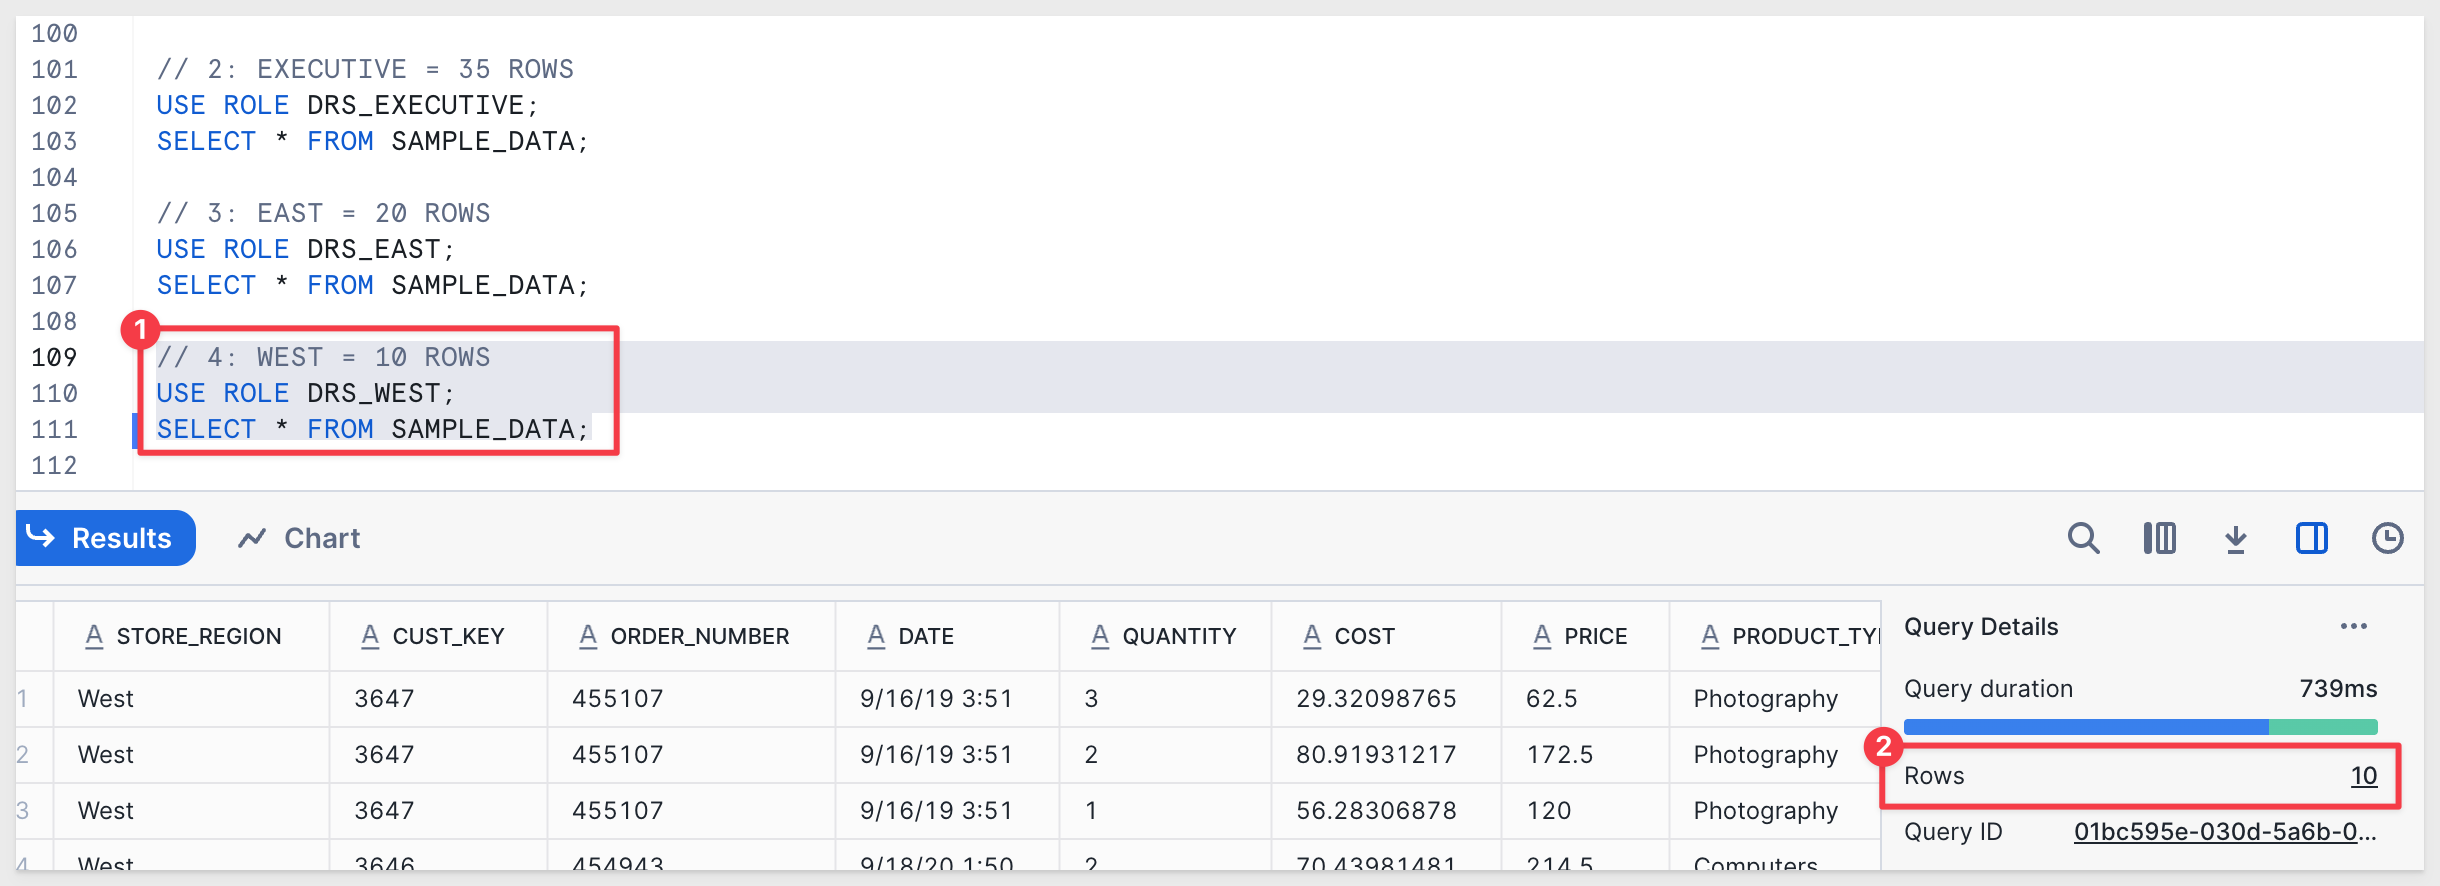 100
101 // 2: EXECUTIVE = 35 ROWS
102 USE ROLE DRS_EXECUTIVE;
103 SELECT * FROM SAMPLE_DATA;
104
105 // 3: EAST = 20 ROWS
106 USE ROLE DRS_EAST;
107 SELECT * FROM SAMPLE_DATA;
108
1
109 // 4: WEST = 10 ROWS
110 USE ROLE DRS_WEST;
111 SELECT * FROM SAMPLE_DATA;
112
Results Chart
A STORE_REGION A CUST_KEY A ORDER_NUMBER A DATE A QUANTITY A COST A PRICE A PRODUCT_TY
1 West 3647 455107 9/16/19 3:51 3 29.32098765 62.5 Photography
2 West 3647 455107 9/16/19 3:51 2 80.91931217 172.5 Photography
3 West 3647 455107 9/16/19 3:51 1 56.28306878 120 Photography
4 West 3646 454943 9/18/20 1:50 2 70.43981481 214.5 Computers
Query Details
Query duration 739ms
2
Rows 10
Query ID 01bc595e-030d-5a6b-0...